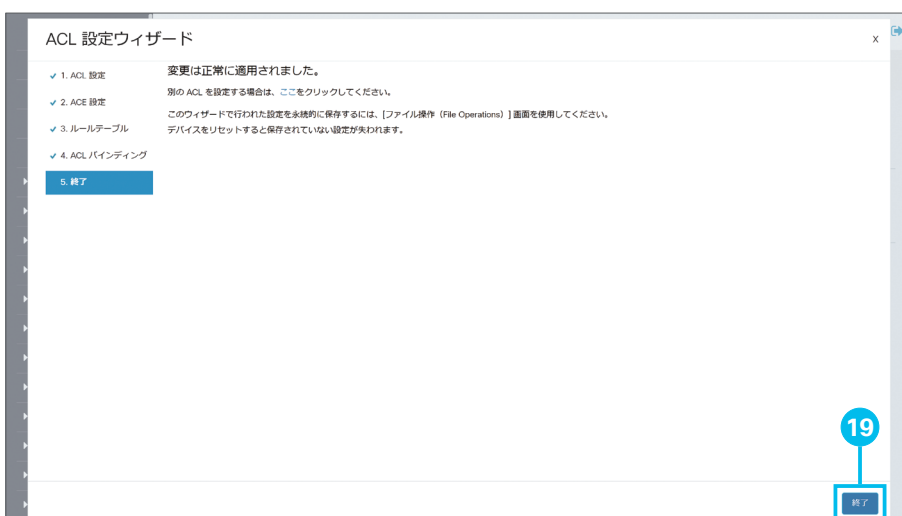 ACL 設定ウィザード
x
1. ACL 設定
2. ACE 設定
3. ルールテーブル
4. ACL バインディング
5. 終了
変更は正常に適用されました。
別の ACL を設定する場合は、ここをクリックしてください。
このウィザードで行われた設定を永続的に保存するには、[ファイル操作（File Operations）] 画面を使用してください。
デバイスをリセットすると保存されていない設定が失われます。
19
終了